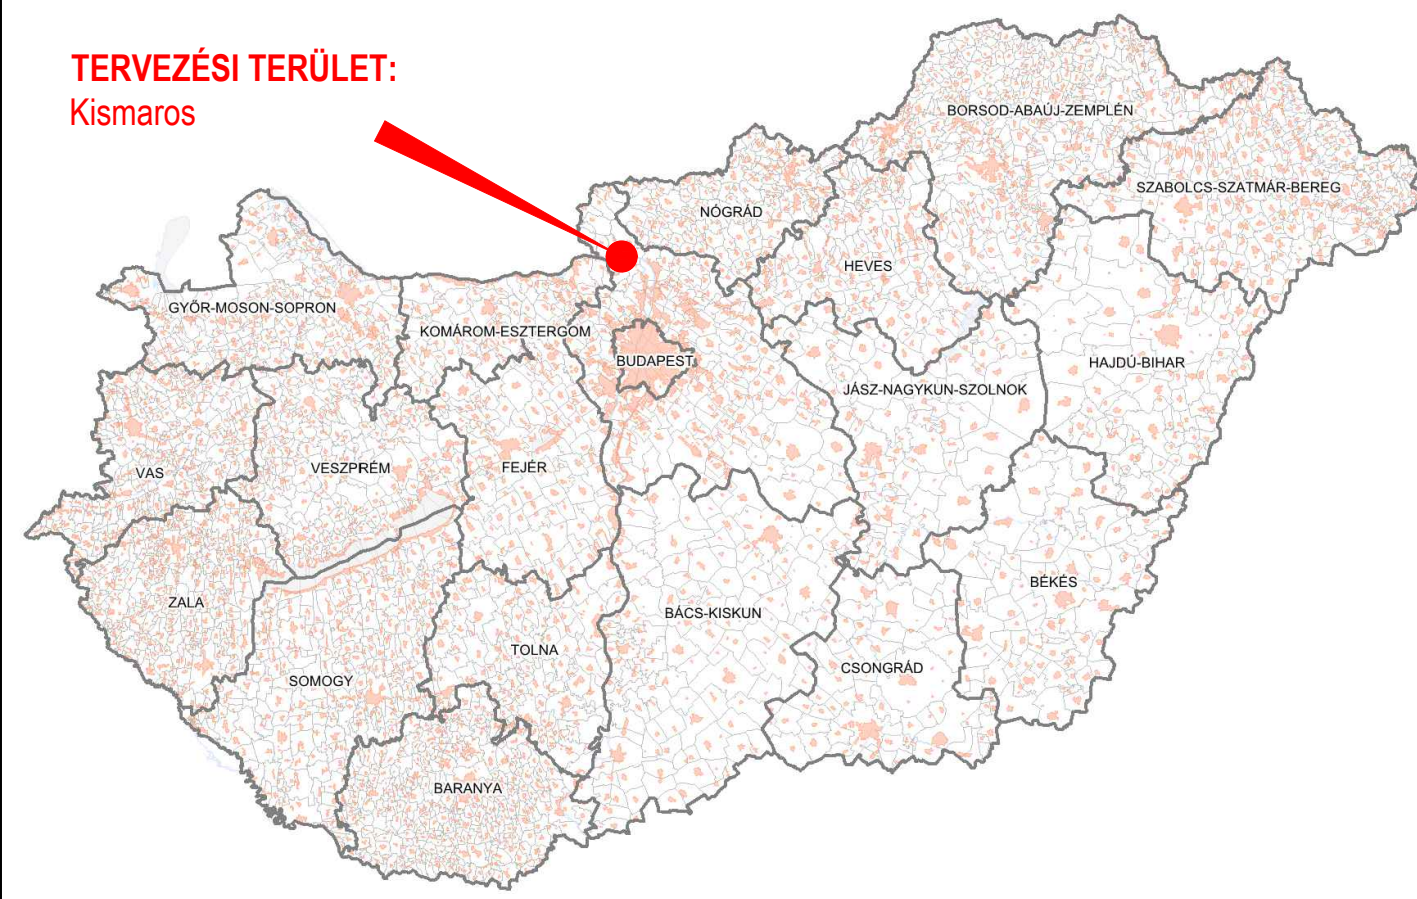 TERVEZÉSI TERÜLET:
Kismaros
BORSOD-ABAÚJ-ZEMPLÉN
SZABOLCS-SZATMÁR-BEREG
NÓGRÁD
HEVES
GYŐR-MOSON-SOPRON
KOMÁROM-ESZTERGOM
BUDAPEST
HAJDÚ-BIHAR
JÁSZ-NAGYKUN-SZOLNOK
VAS
VESZPRÉM
FEJÉR
BÉKÉS
ZALA
BÁCS-KISKUN
TOLNA
CSONGRÁD
SOMOGY
BARANYA